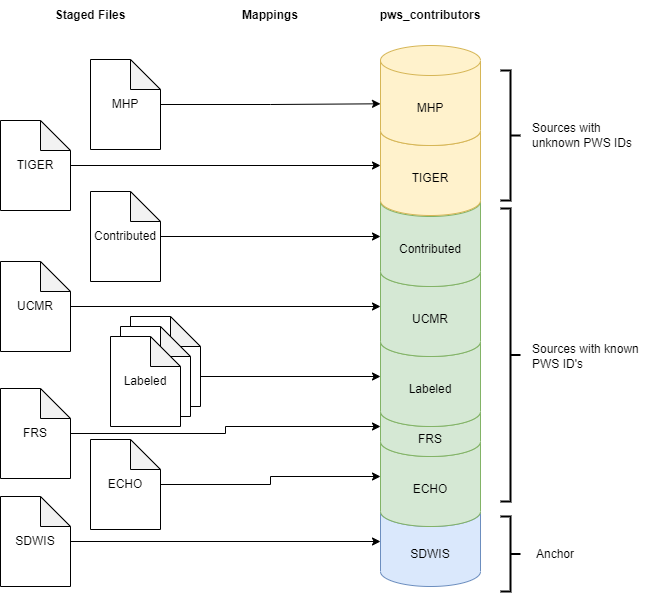 Staged Files
Mappings
pws_contributors
MHP
MHP
Sources with
unknown PWS IDs
TIGER
TIGER
Contributed
Contributed
UCMR
UCMR
Sources with known
PWS ID's
Labeled
Labeled
FRS
FRS
ECHO
ECHO
SDWIS
SDWIS
Anchor